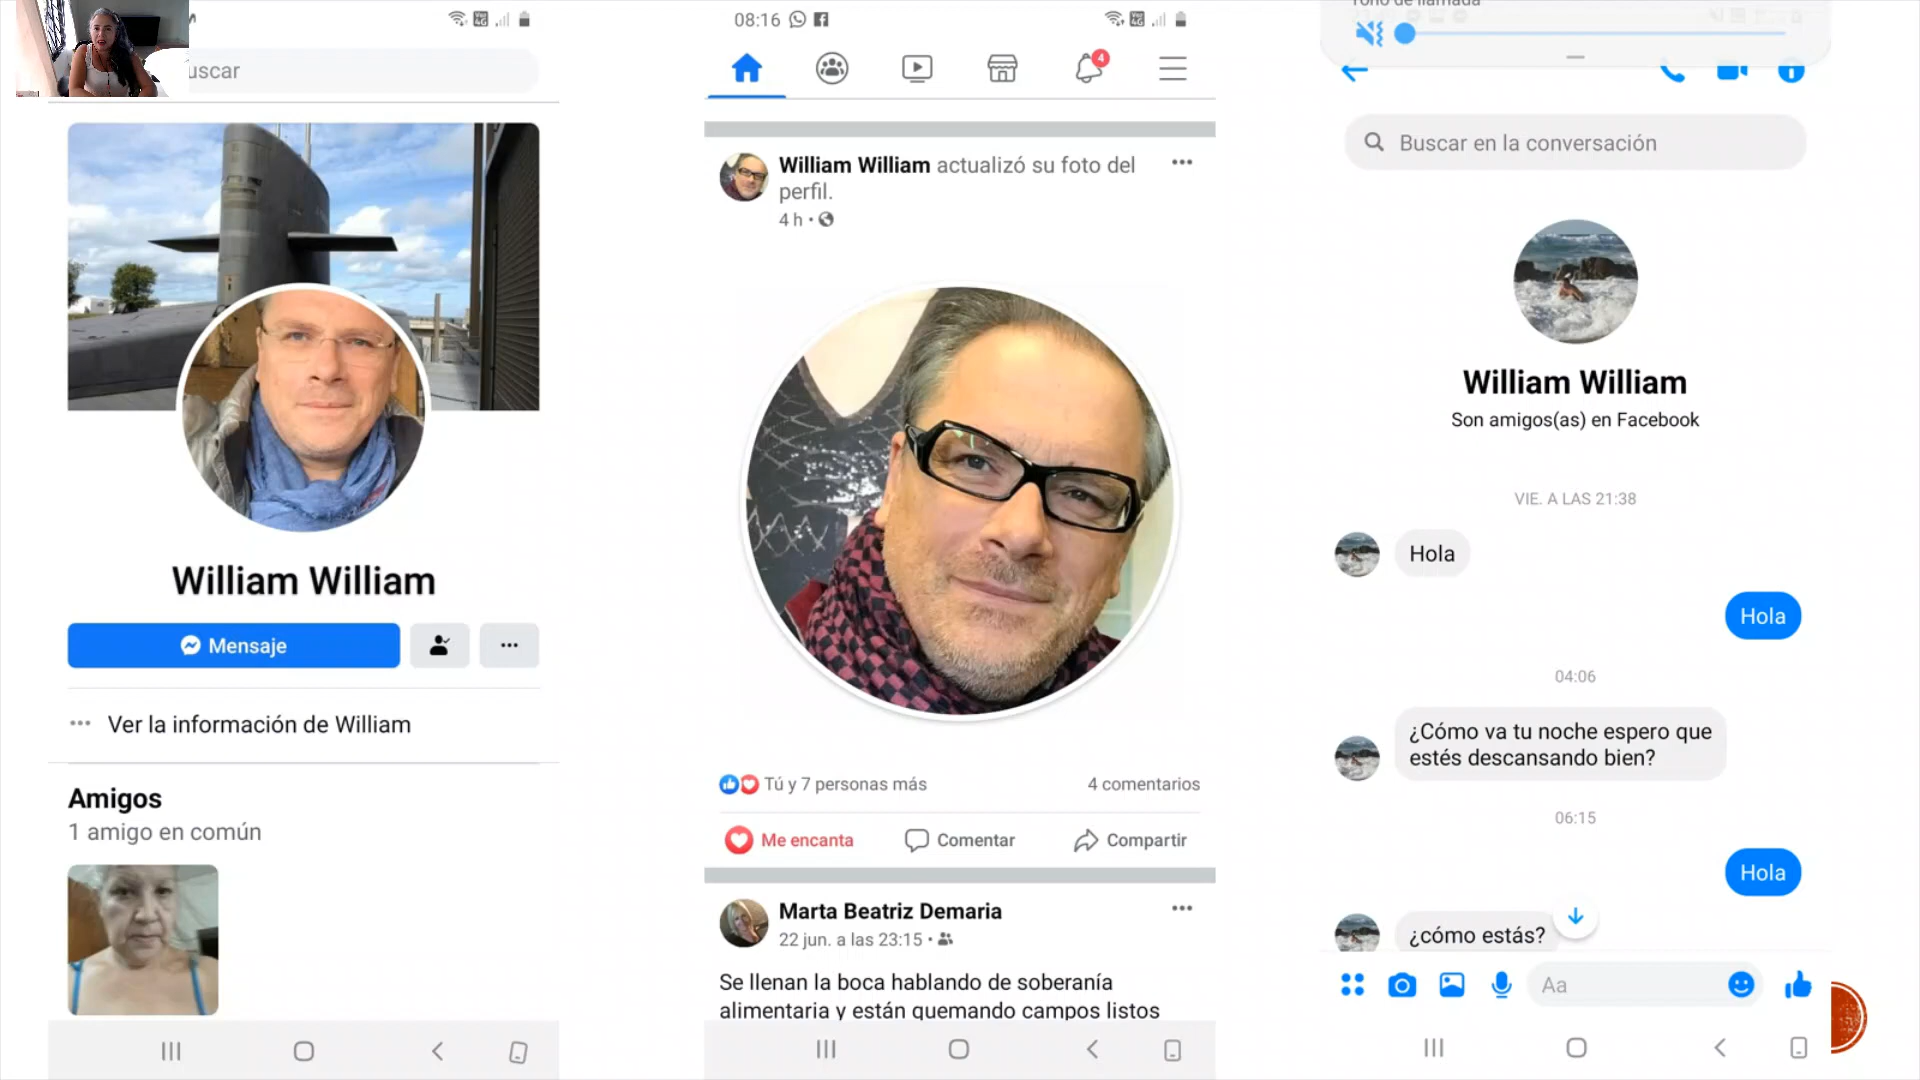 uscar
William William
Mensaje
Ver la información de William
Amigos
1 amigo en común
08:16
4
William William actualizó su foto del
perfil.
4 h
Tú y 7 personas más
4 comentarios
Me encanta
Comentar
Compartir
Marta Beatriz Demaria
22 jun. a las 23:15
Se llenan la boca hablando de soberanía
alimentaria y están quemando campos listos
Tono de llamada
Buscar en la conversación
William William
Son amigos(as) en Facebook
VIE. A LAS 21:38
Hola
Hola
04:06
¿Cómo va tu noche espero que
estés descansando bien?
06:15
Hola
¿cómo estás?
Aa